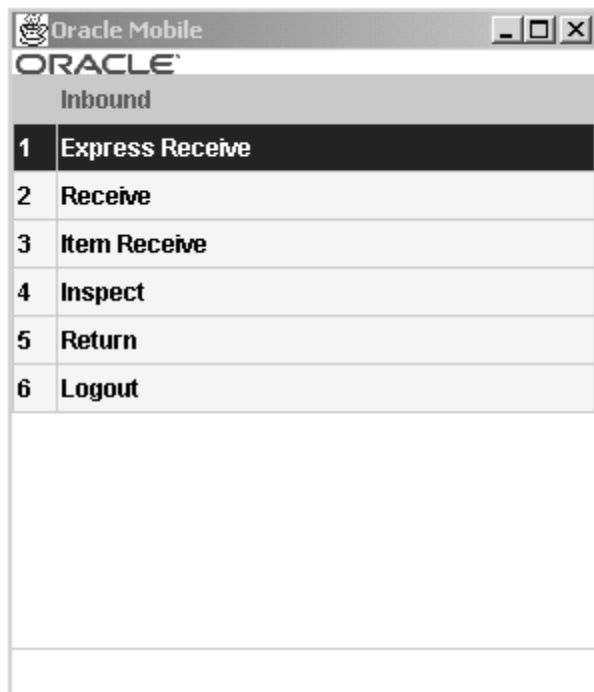 Oracle Mobile
ORACLE
Inbound
1 Express Receive
2 Receive
3 Item Receive
4 Inspect
5 Return
6 Logout